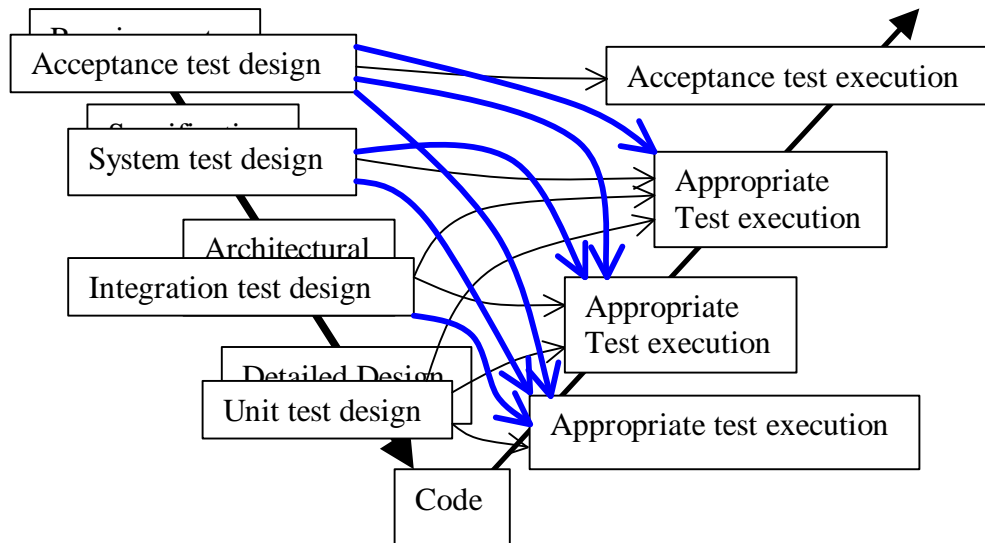 Acceptance test design
Acceptance test execution
System test design
Appropriate
Test execution
Architectural
Integration test design
Appropriate
Test execution
Detailed Design
Unit test design
Appropriate test execution
Code